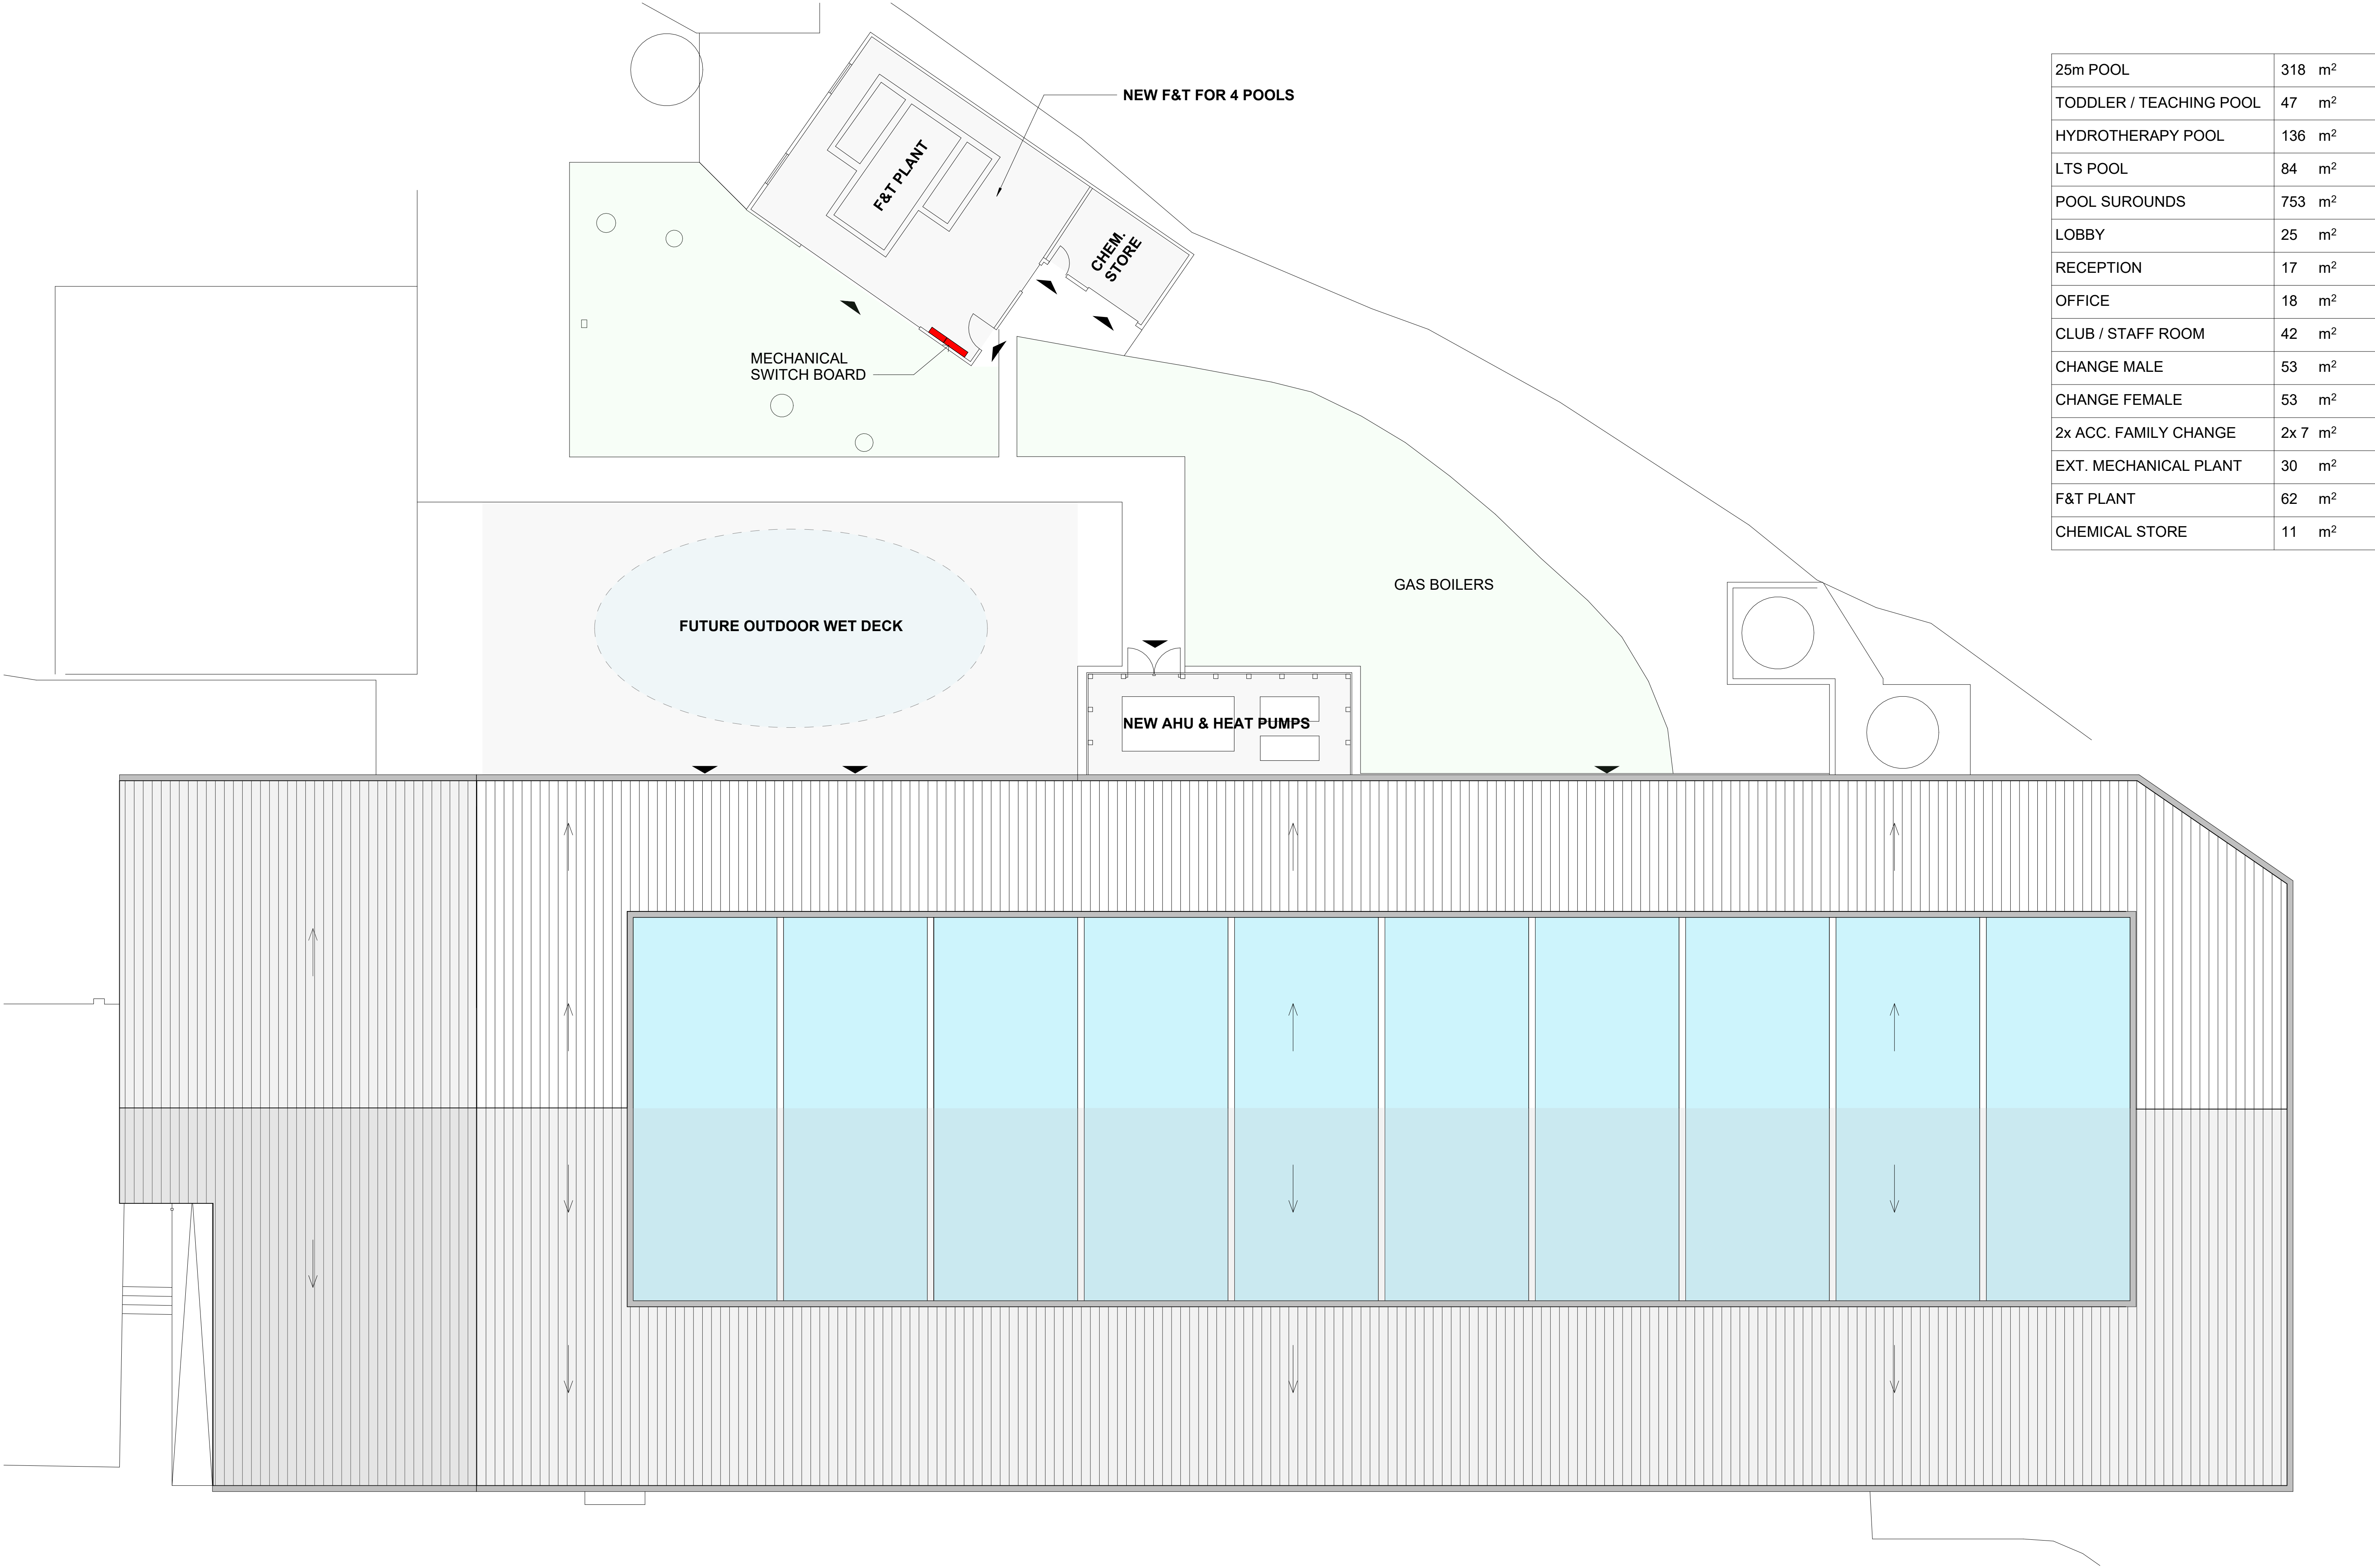 NEW F&T FOR 4 POOLS
F&T PLANT
CHEM.
STORE
MECHANICAL
SWITCH BOARD
GAS BOILERS
FUTURE OUTDOOR WET DECK
NEW AHU & HEAT PUMPS
25m POOL 318 m²
TODDLER / TEACHING POOL 47 m²
HYDROTHERAPY POOL 136 m²
LTS POOL 84 m²
POOL SUROUNDS 753 m²
LOBBY 25 m²
RECEPTION 17 m²
OFFICE 18 m²
CLUB / STAFF ROOM 42 m²
CHANGE MALE 53 m²
CHANGE FEMALE 53 m²
2x ACC. FAMILY CHANGE 2x 7 m²
EXT. MECHANICAL PLANT 30 m²
F&T PLANT 62 m²
CHEMICAL STORE 11 m²